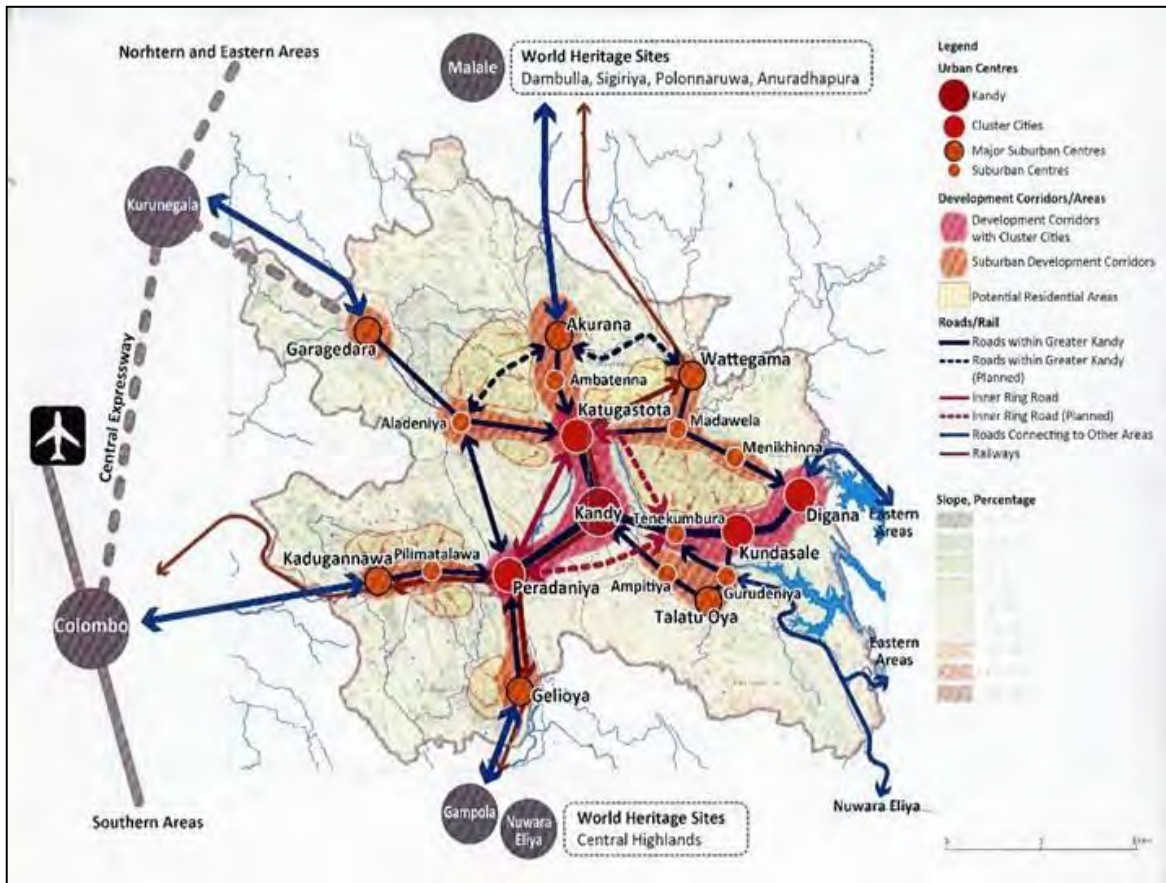 Norhtern and Eastern Areas
Malale
World Heritage Sites
Dambulla, Sigiriya, Polonnaruwa, Anuradhapura
Kurunegala
Central Expressway
Garagedara
Akurana
Ambatenna
Wattegama
Aladeniya
Katugastota
Madawela
Menikhinna
Kandy
Tenekumbura
Digana
Eastern
Areas
Kundasale
Kadugannawa
Pilimatalawa
Peradaniya
Ampitiya
Gurudeniya
Talatu Oya
Colombo
Eastern
Areas
Gelioya
Gampola
Nuwara
Eliya
World Heritage Sites
Central Highlands
Nuwara Eliya
Southern Areas
Legend
Urban Centres
Kandy
Cluster Cities
Major Suburban Centres
Suburban Centres
Development Corridors/Areas
Development Corridors
with Cluster Cities
Suburban Development Corridors
Potential Residential Areas
Roads/Rail
Roads within Greater Kandy
Roads within Greater Kandy
(Planned)
Inner Ring Road
Inner Ring Road (Planned)
Roads Connecting to Other Areas
Railways
Slope, Percentage